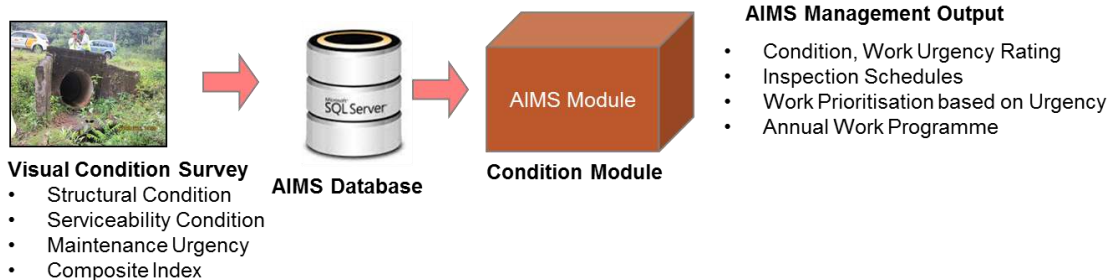 Visual Condition Survey
• Structural Condition
• Serviceability Condition
• Maintenance Urgency
• Composite Index
Microsoft
SQL Server
AIMS Database
AIMS Module
Condition Module
AIMS Management Output
• Condition, Work Urgency Rating
• Inspection Schedules
• Work Prioritisation based on Urgency
• Annual Work Programme